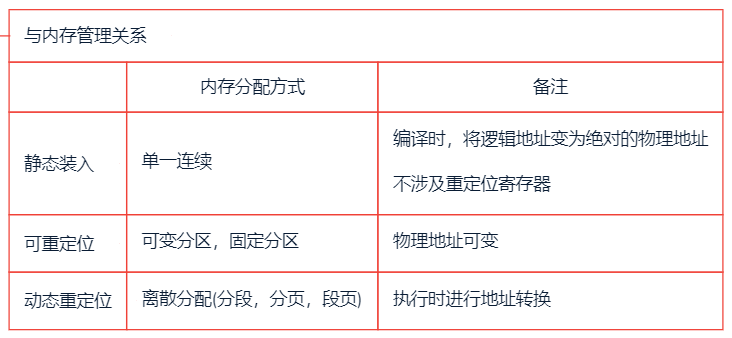 与内存管理关系
内存分配方式 备注
静态装入 单一连续 编译时，将逻辑地址变为绝对的物理地址
不涉及重定位寄存器
可重定位 可变分区，固定分区 物理地址可变
动态重定位 离散分配(分段，分页，段页) 执行时进行地址转换